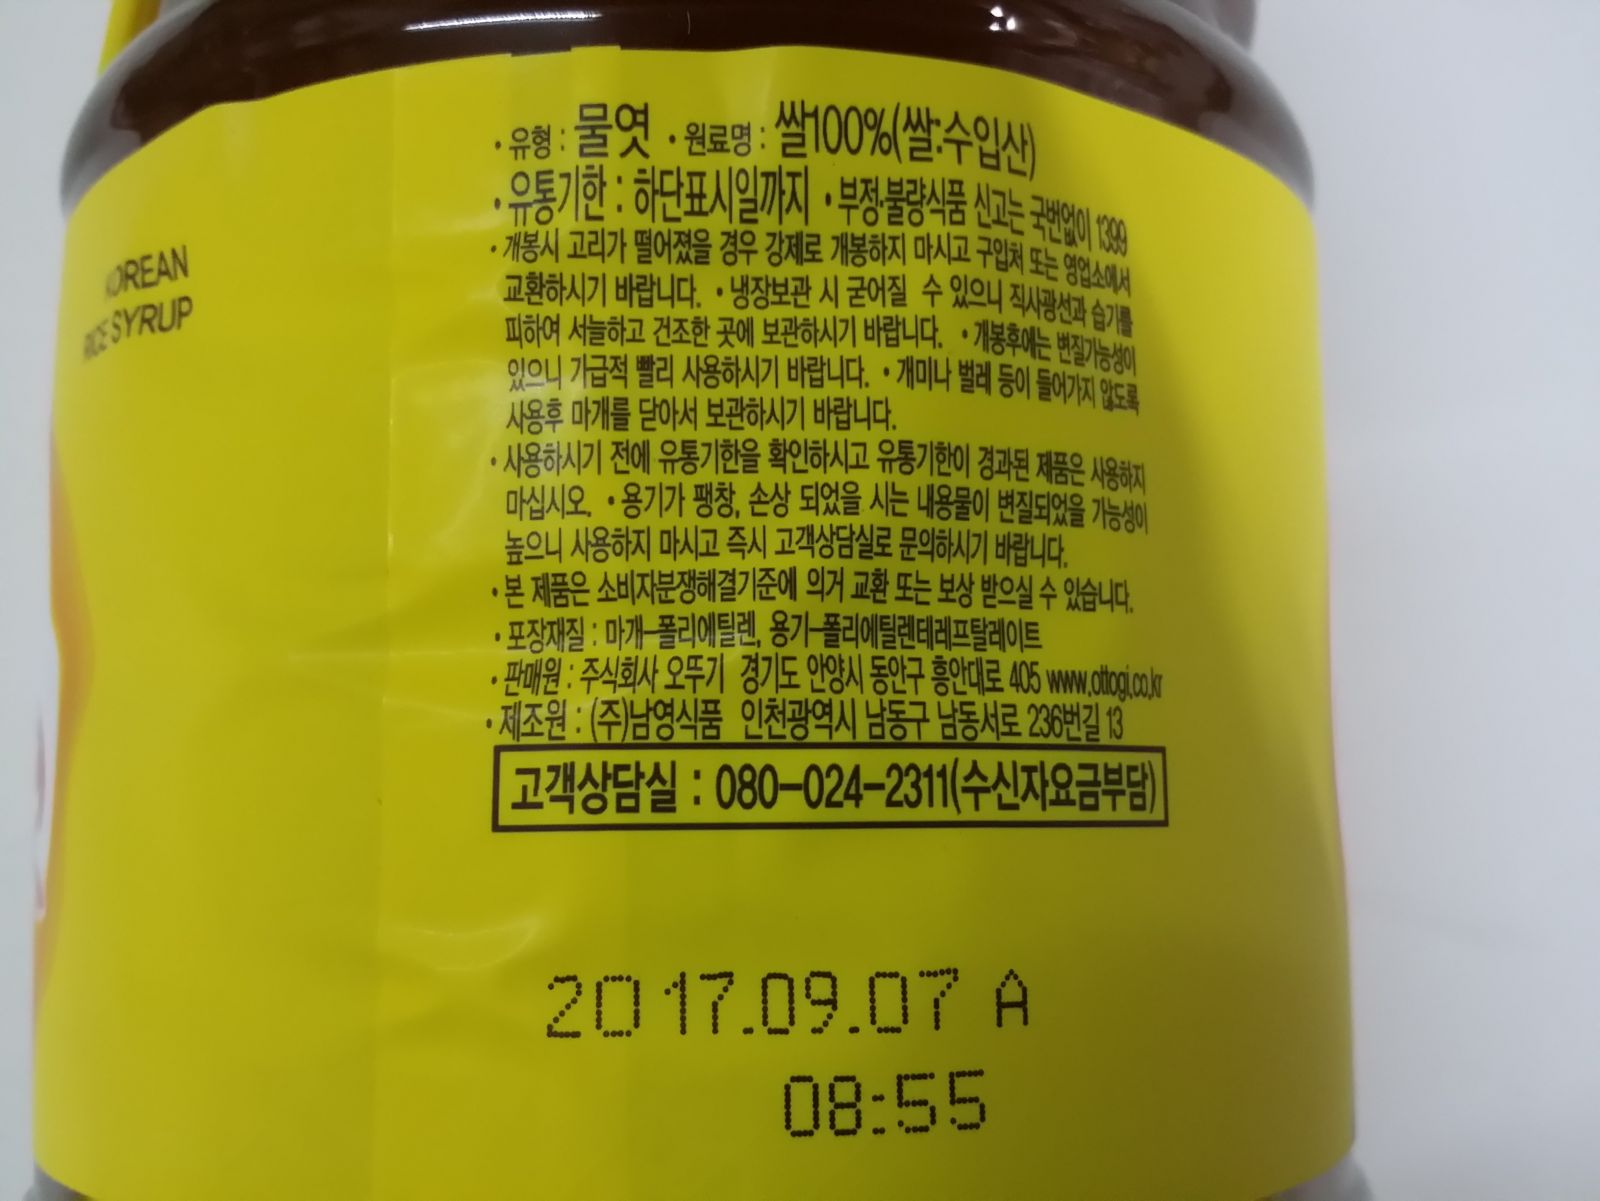 KOREAN
RICE SYRUP
· 유형 : 물엿 · 원료명 : 쌀100%(쌀:수입산)
· 유통기한 : 하단표시일까지 · 부정·불량식품 신고는 국번없이 1399
· 개봉시 고리가 떨어졌을 경우 강제로 개봉하지 마시고 구입처 또는 영업소에서
교환하시기 바랍니다. · 냉장보관 시 굳어질 수 있으니 직사광선과 습기를
피하여 서늘하고 건조한 곳에 보관하시기 바랍니다. · 개봉후에는 변질가능성이
있으니 가급적 빨리 사용하시기 바랍니다. · 개미나 벌레 등이 들어가지 않도록
사용후 마개를 닫아서 보관하시기 바랍니다.
· 사용하시기 전에 유통기한을 확인하시고 유통기한이 경과된 제품은 사용하지
마십시오. · 용기가 팽창, 손상 되었을 시는 내용물이 변질되었을 가능성이
높으니 사용하지 마시고 즉시 고객상담실로 문의하시기 바랍니다.
· 본 제품은 소비자분쟁해결기준에 의거 교환 또는 보상 받으실 수 있습니다.
· 포장재질 : 마개-폴리에틸렌, 용기-폴리에틸렌테레프탈레이트
· 판매원 : 주식회사 오뚜기 경기도 안양시 동안구 흥안대로 405 www.ottogi.co.kr
· 제조원 : (주)남영식품 인천광역시 남동구 남동서로 236번길 13
고객상담실 : 080-024-2311(수신자요금부담)
2017.09.07 A
08:55